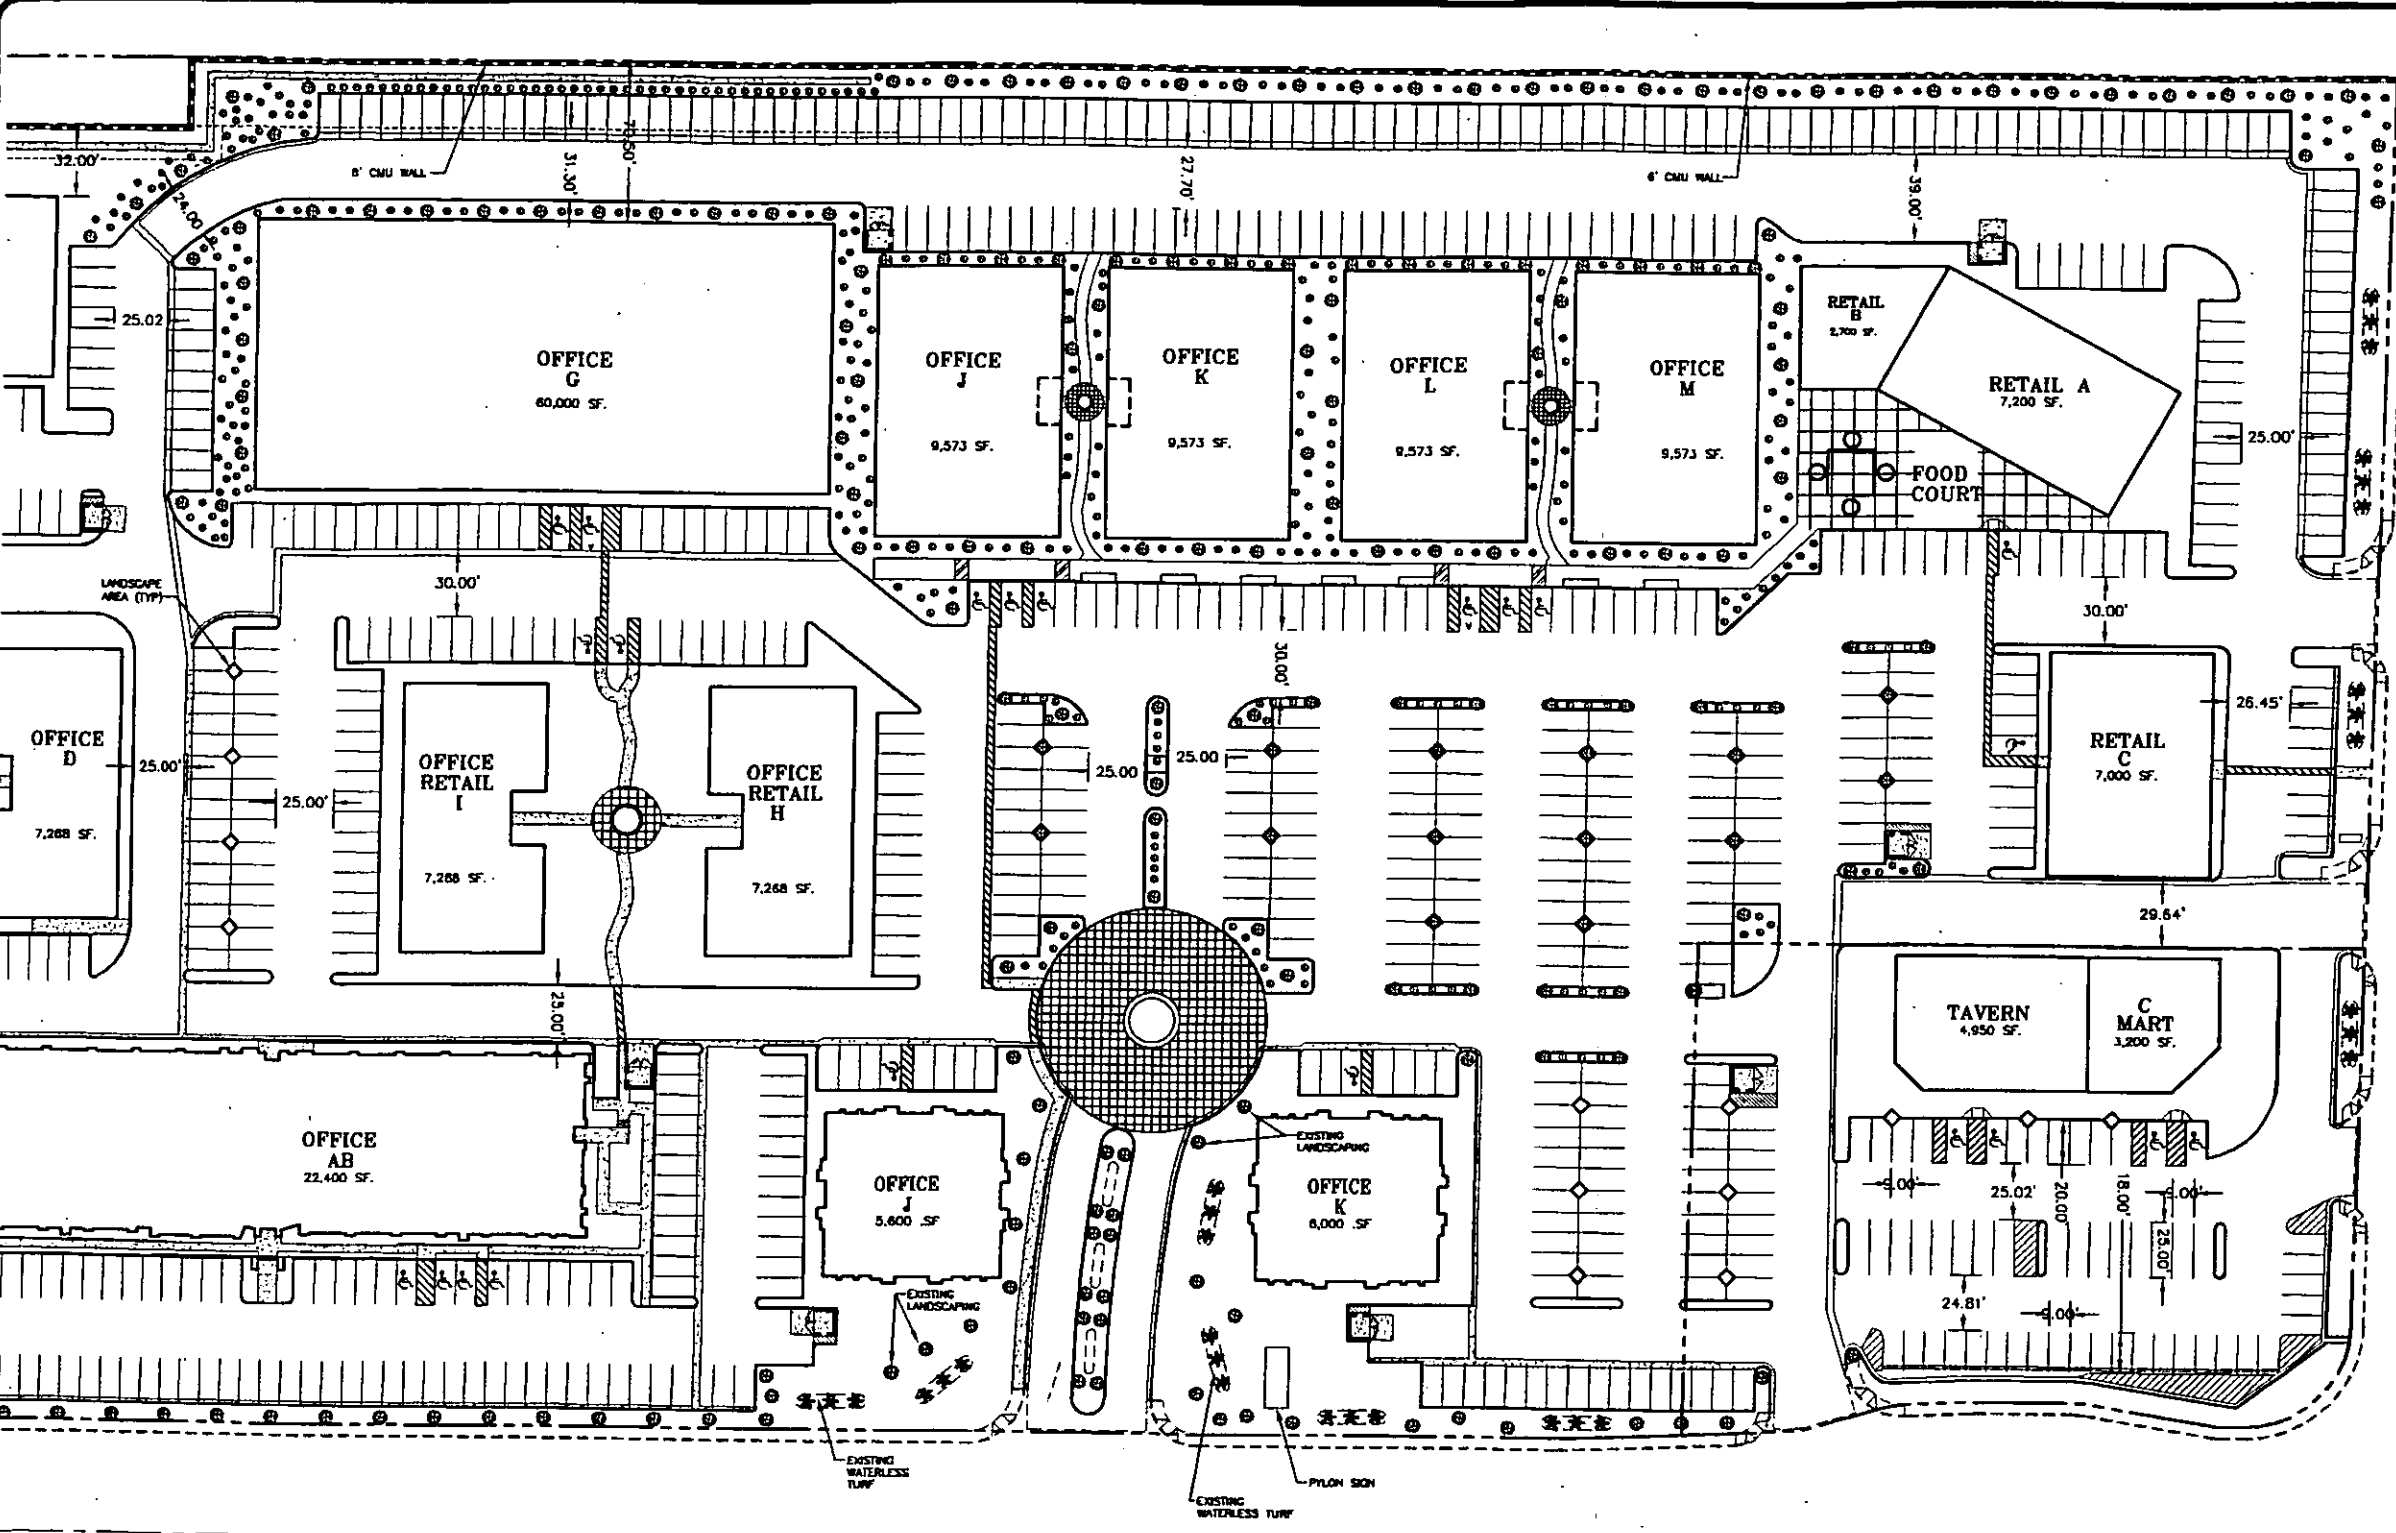 32.00'
24.00
8' CMU WALL
31.30'
70.50'
27.70'
6' CMU WALL
39.00'
25.02
OFFICE
G
60,000 SF.
OFFICE
J
9,573 SF.
OFFICE
K
9,573 SF.
OFFICE
L
9,573 SF.
OFFICE
M
9,573 SF.
RETAIL
B
2,700 SF.
RETAIL A
7,200 SF.
25.00'
FOOD
COURT
LANDSCAPE
AREA (TYP)
30.00'
30.00'
30.00'
OFFICE
D
7,268 SF.
25.00'
25.00'
OFFICE
RETAIL
I
7,268 SF.
OFFICE
RETAIL
H
7,268 SF.
25.00
25.00
RETAIL
C
7,000 SF.
26.45'
29.64'
25.00'
TAVERN
4,950 SF.
C
MART
3,200 SF.
OFFICE
AB
22,400 SF.
OFFICE
J
5,600 .SF
EXISTING
LANDSCAPING
OFFICE
K
6,000 .SF
9.00'
25.02'
20.00'
18.00'
9.00'
25.00'
24.81'
9.00'
EXISTING
LANDSCAPING
EXISTING
WATERLESS
TURF
PYLON SIGN
EXISTING
WATERLESS TURF